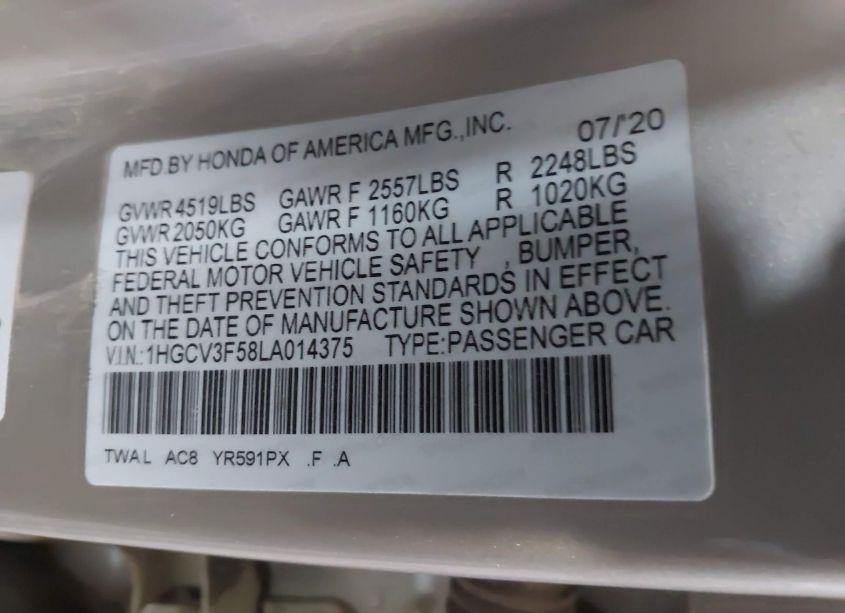 MFD.BY HONDA OF AMERICA MFG.,INC. 07/'20
GVWR 4519LBS GAWR F 2557LBS R 2248LBS
GVWR 2050KG GAWR F 1160KG R 1020KG
THIS VEHICLE CONFORMS TO ALL APPLICABLE
FEDERAL MOTOR VEHICLE SAFETY , BUMPER,
AND THEFT PREVENTION STANDARDS IN EFFECT
ON THE DATE OF MANUFACTURE SHOWN ABOVE.
V.I.N.:1HGCV3F58LA014375 TYPE:PASSENGER CAR
TWAL AC8 YR591PX .F .A